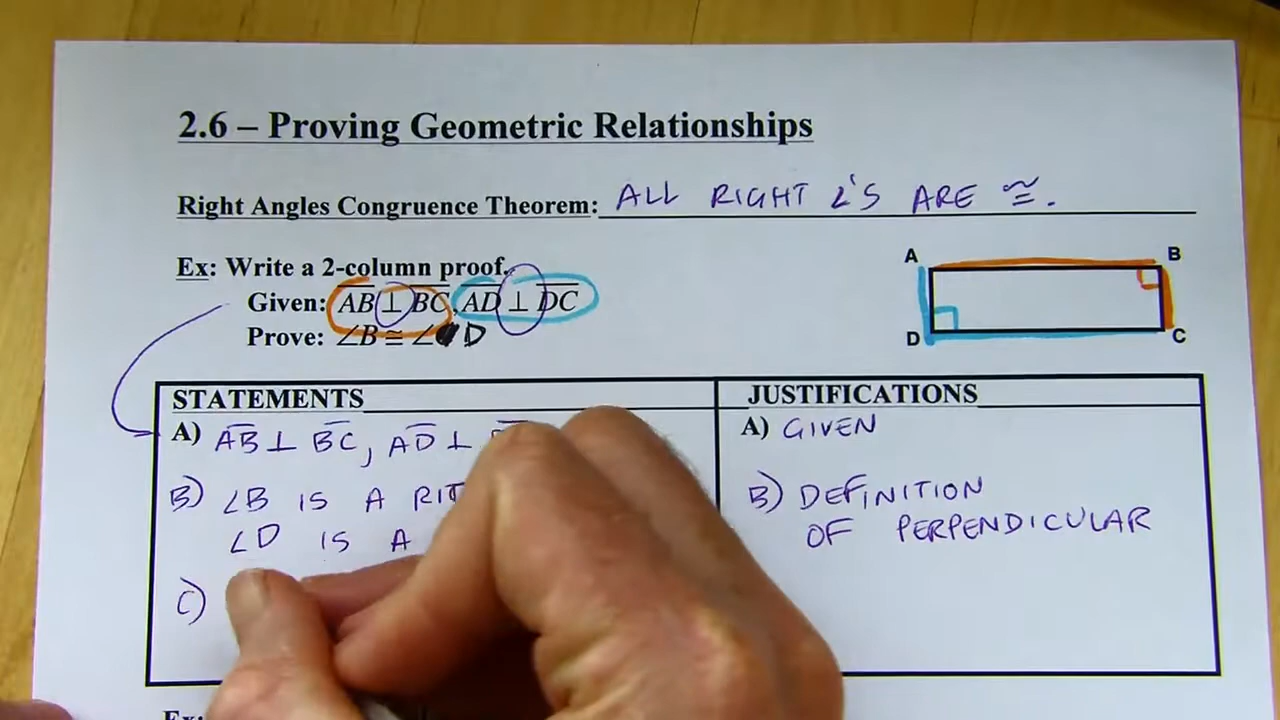 2.6 – Proving Geometric Relationships
Right Angles Congruence Theorem: ALL RIGHT ∠'S ARE ≅.
Ex: Write a 2-column proof.
Given: AB ⊥ BC, AD ⊥ DC
Prove: ∠B ≅ ∠ D
A B
D C
STATEMENTS JUSTIFICATIONS
A) AB ⊥ BC, AD ⊥ A) GIVEN
B) ∠B IS A B) DEFINITION
∠D IS A OF PERPENDICULAR
C)
Ex: